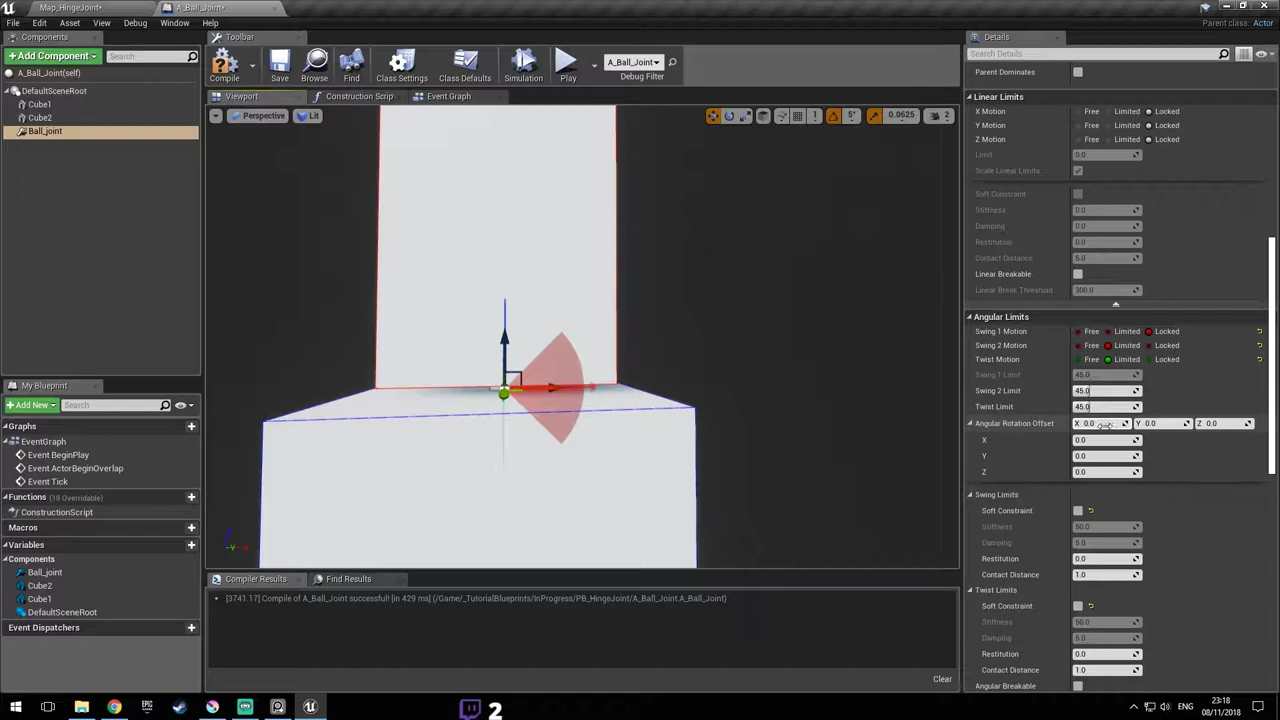 Map_HingeJoint*
A_Ball_Joint*
File Edit Asset View Debug Window Help
Parent class: Actor
Components
Toolbar
Details
+ Add Component
Search
Compile
Save
Browse
Find
Class Settings
Class Defaults
Simulation
Play
A_Ball_Joint
Debug Filter
Search Details
A_Ball_Joint(self)
DefaultSceneRoot
Cube1
Cube2
Ball_joint
Viewport
Construction Scrip
Event Graph
Perspective
Lit
1
5°
0.0625
2
Parent Dominates
Linear Limits
X Motion Free Limited Locked
Y Motion Free Limited Locked
Z Motion Free Limited Locked
Limit 0.0
Scale Linear Limits
Soft Constraint
Stiffness 0.0
Damping 0.0
Restitution 0.0
Contact Distance 5.0
Linear Breakable
Linear Break Threshold 300.0
Angular Limits
Swing 1 Motion Free Limited Locked
Swing 2 Motion Free Limited Locked
Twist Motion Free Limited Locked
Swing 1 Limit 45.0
Swing 2 Limit 45.0
Twist Limit 45.0
Angular Rotation Offset X 0.0 Y 0.0 Z 0.0
X 0.0
Y 0.0
Z 0.0
Swing Limits
Soft Constraint
Stiffness 50.0
Damping 5.0
Restitution 0.0
Contact Distance 1.0
Twist Limits
Soft Constraint
Stiffness 50.0
Damping 5.0
Restitution 0.0
Contact Distance 1.0
Angular Breakable
My Blueprint
+ Add New
Search
EventGraph
Event BeginPlay
Event ActorBeginOverlap
Event Tick
Functions (18 Overridable)
ConstructionScript
Macros
Variables
Components
Ball_joint
Cube2
Cube1
DefaultSceneRoot
Event Dispatchers
Compiler Results
Find Results
[3741.17] Compile of A_Ball_Joint successful! [in 429 ms] (/Game/_TutorialBlueprints/InProgress/PB_HingeJoint/A_Ball_Joint.A_Ball_Joint)
Clear
2
ENG
23:18
08/11/2018